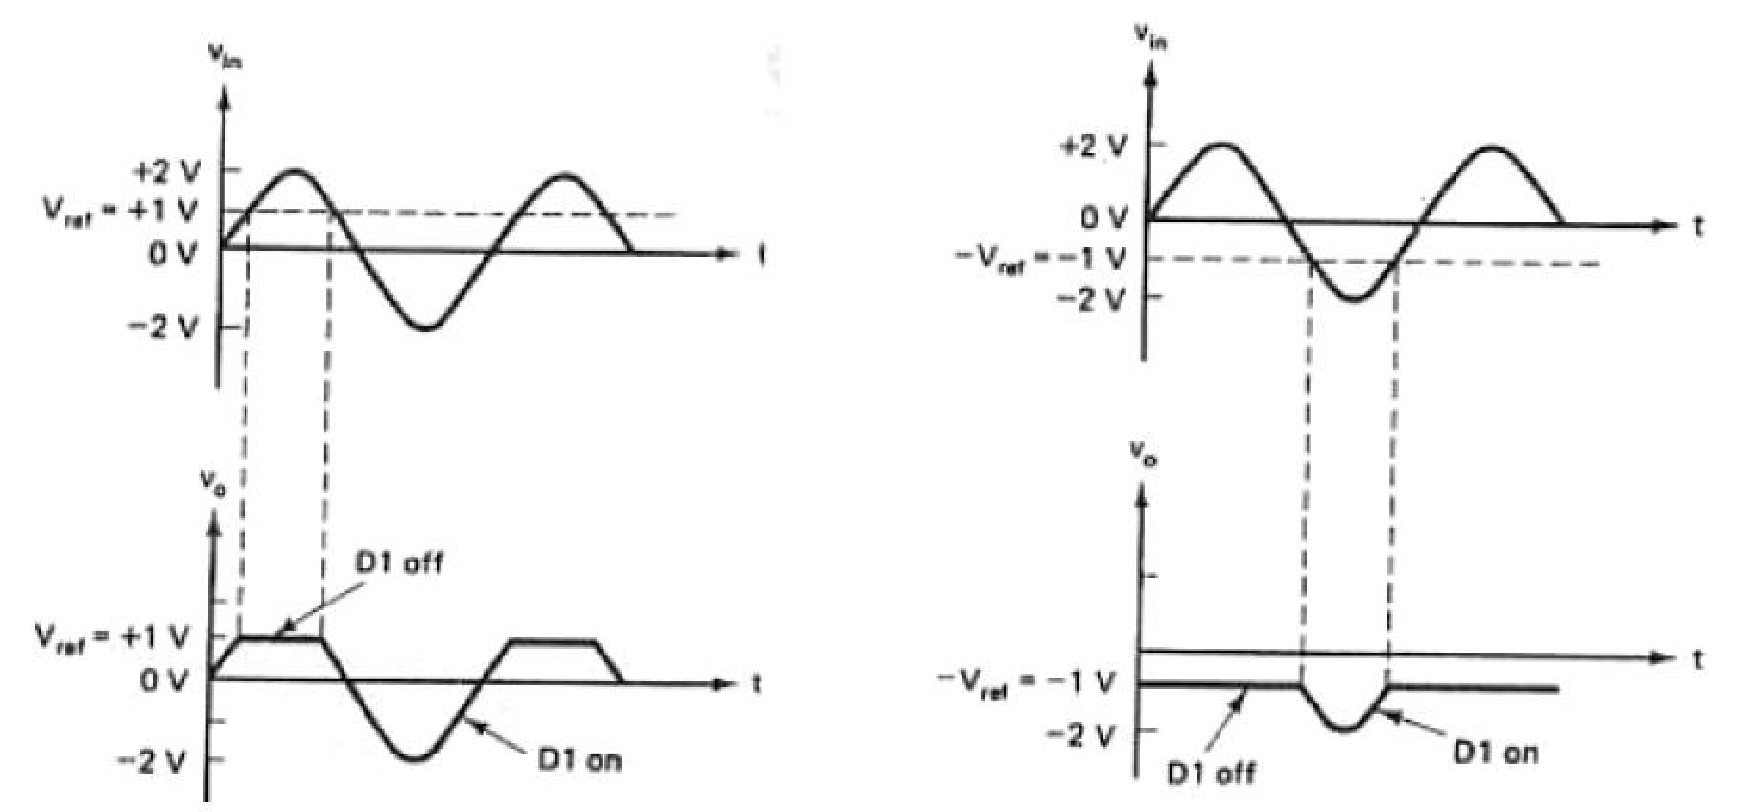 v_in
+2 V
V_ref = +1 V
0 V
−2 V
t
v_o
D1 off
V_ref = +1 V
0 V
t
−2 V
D1 on
v_in
+2 V
0 V
t
−V_ref = −1 V
−2 V
v_o
t
−V_ref = −1 V
−2 V
D1 off
D1 on